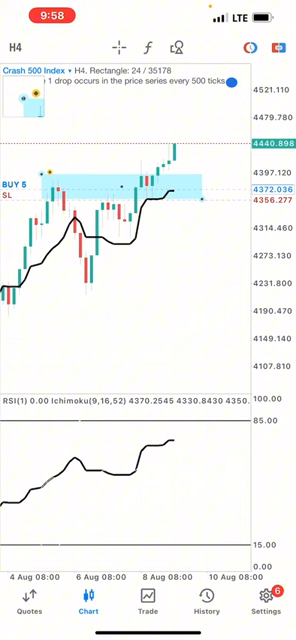 9:58
LTE
H4
Crash 500 Index ▾ H4. Rectangle: 24 / 35178
1 drop occurs in the price series every 500 ticks
4521.110
4479.780
4440.898
4397.120
BUY 5
4372.036
SL
4356.277
4314.460
4273.130
4231.800
4190.470
4149.140
4107.810
RSI(1) 0.00 Ichimoku(9,16,52) 4370.2545 4330.8430 4350.
100.00
85.00
15.00
0.00
4 Aug 08:00
6 Aug 08:00
8 Aug 08:00
10 Aug 08:00
6
Quotes
Chart
Trade
History
Settings